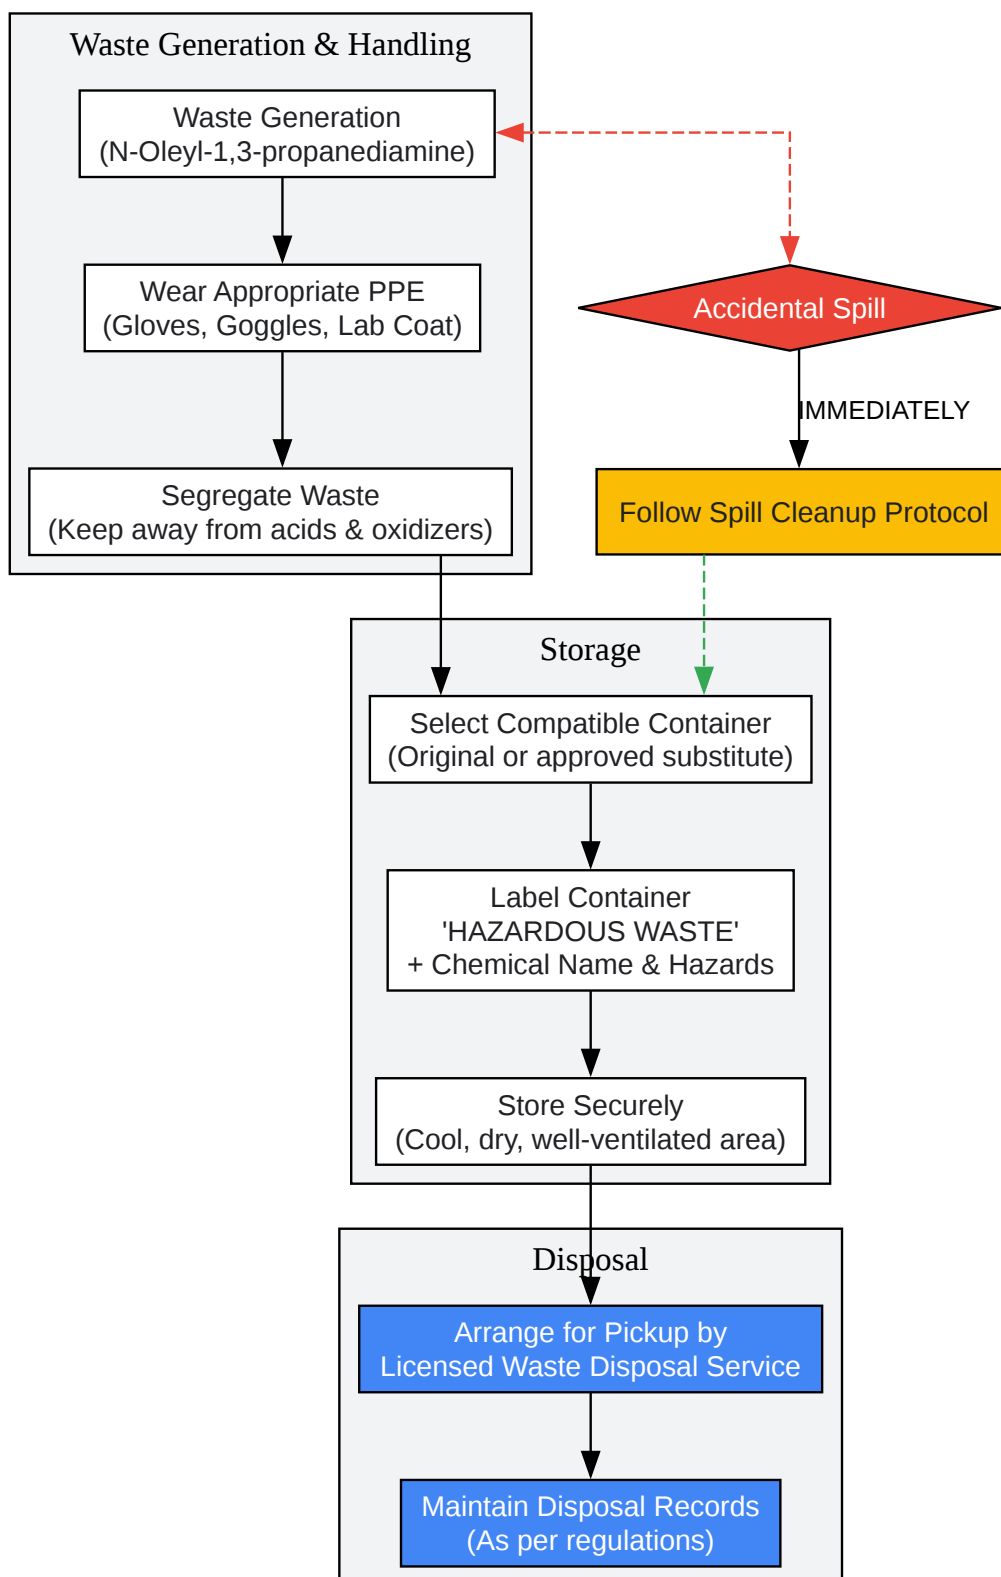 Waste Generation & Handling
Waste Generation
(N-Oleyl-1,3-propanediamine)
Wear Appropriate PPE
(Gloves, Goggles, Lab Coat)
Accidental Spill
IMMEDIATELY
Segregate Waste
(Keep away from acids & oxidizers)
Follow Spill Cleanup Protocol
Storage
Select Compatible Container
(Original or approved substitute)
Label Container
'HAZARDOUS WASTE'
+ Chemical Name & Hazards
Store Securely
(Cool, dry, well-ventilated area)
Disposal
Arrange for Pickup by
Licensed Waste Disposal Service
Maintain Disposal Records
(As per regulations)